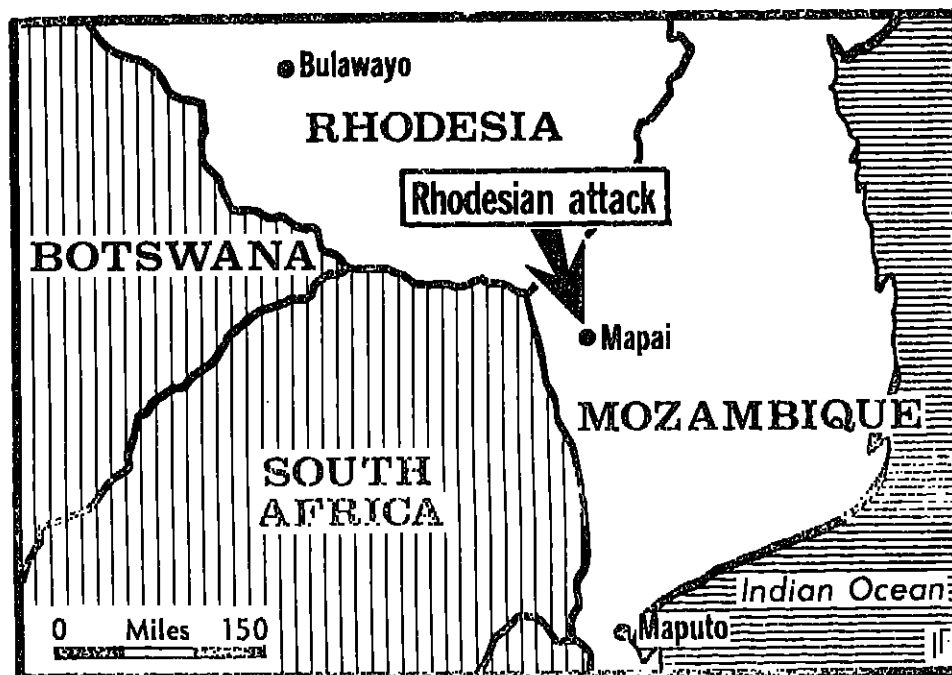 Bulawayo
RHODESIA
Rhodesian attack
BOTSWANA
Mapai
MOZAMBIQUE
SOUTH
AFRICA
Indian Ocean
0 Miles 150
Maputo